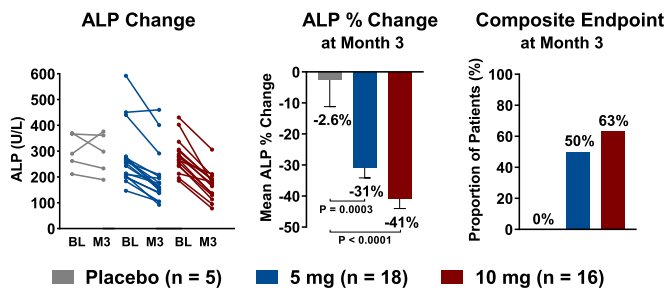 ALP Change
ALP (U/L)
600
500
400
300
200
100
0
BL M3 BL M3 BL M3
ALP % Change
at Month 3
Mean ALP % Change
0
-10
-20
-30
-40
-50
-2.6%
-31%
P = 0.0003
-41%
P < 0.0001
Composite Endpoint
at Month 3
Proportion of Patients (%)
100
80
60
40
20
0
0%
50%
63%
Placebo (n = 5) 5 mg (n = 18) 10 mg (n = 16)